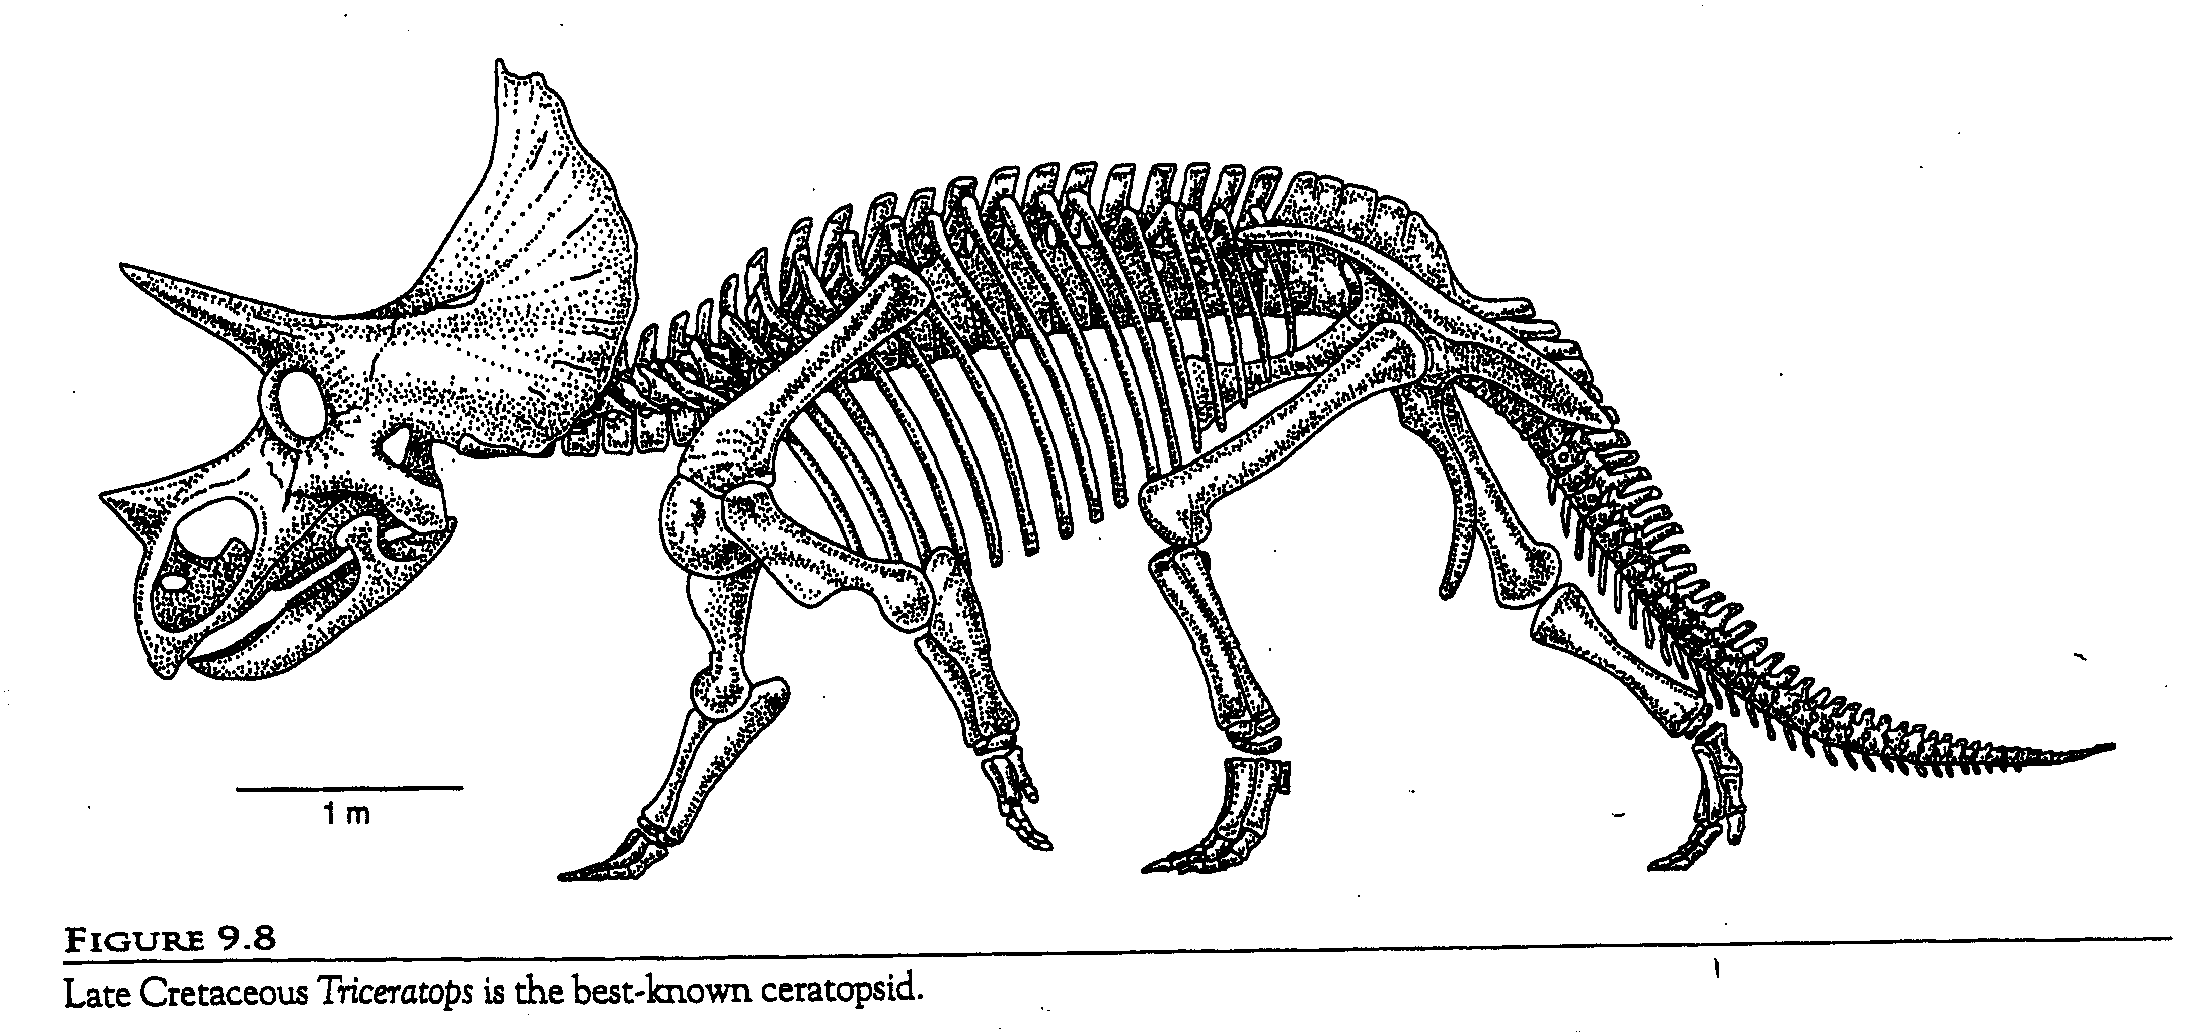 1 m
FIGURE 9.8
Late Cretaceous Triceratops is the best-known ceratopsid.